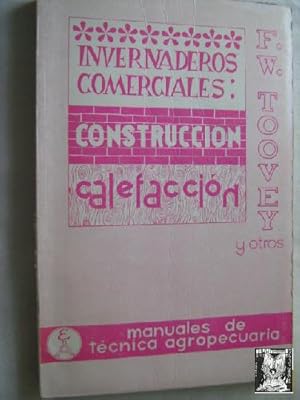 INVERNADEROS
COMERCIALES:
CONSTRUCCION
calefacción
F. W. TOOVEY
y otros
manuales de
técnica agropecuaria